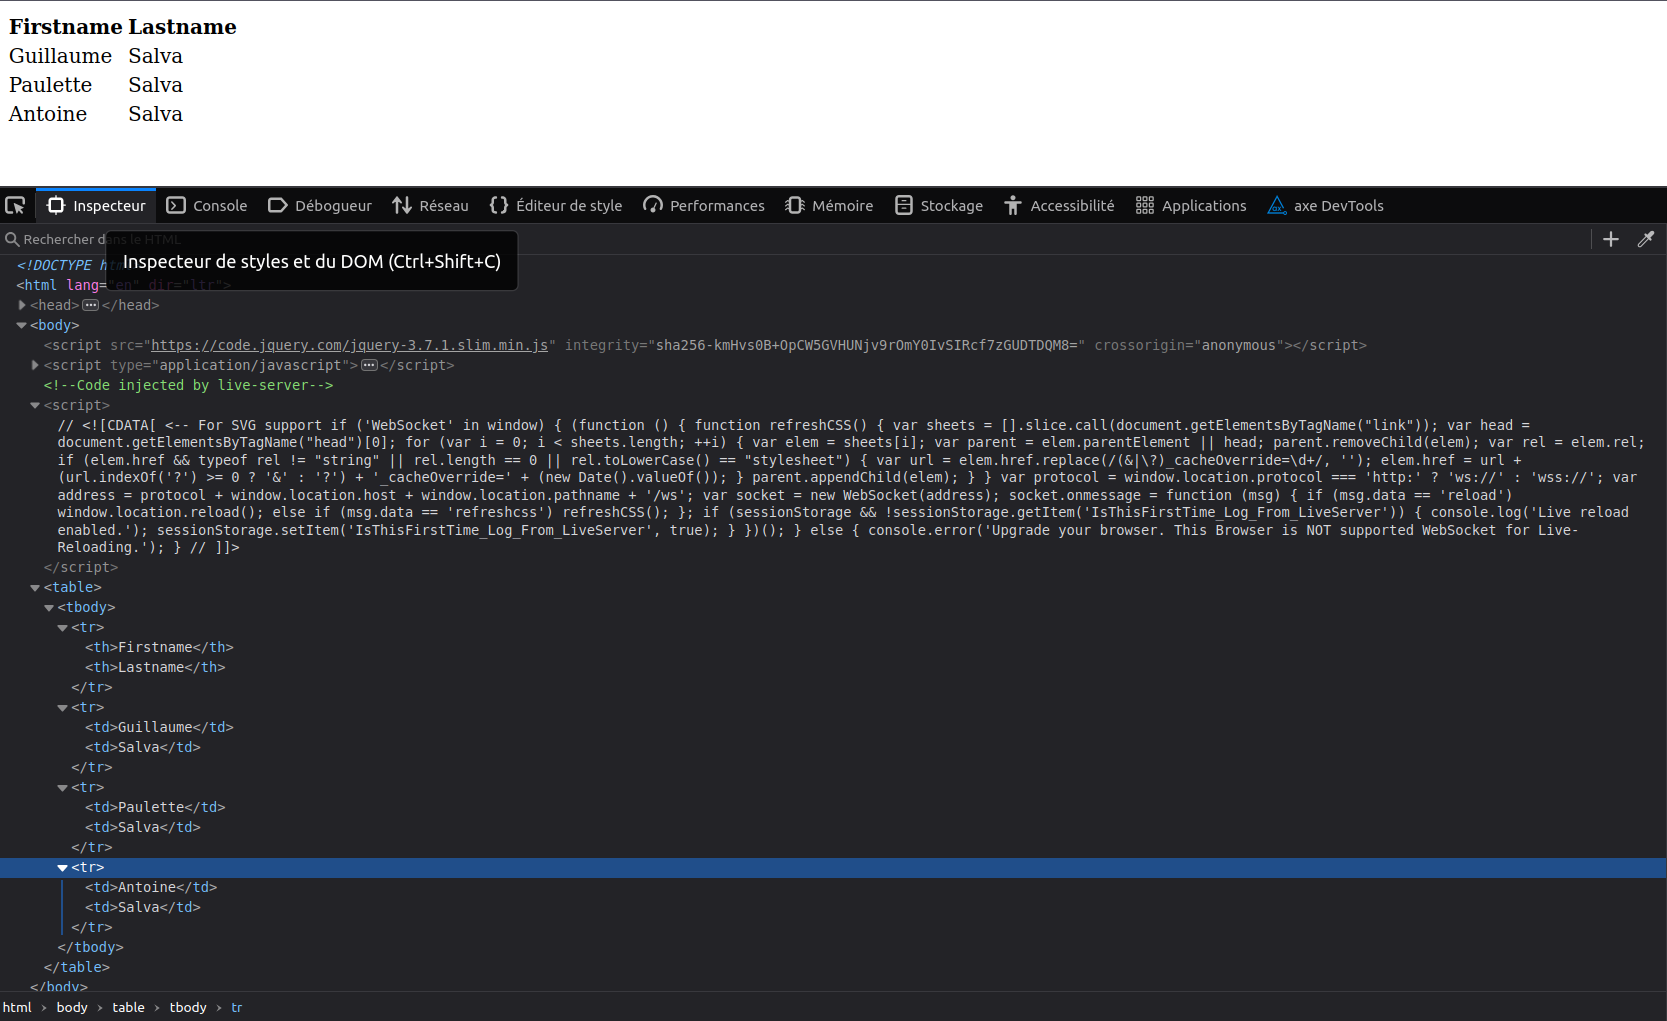 Firstname Lastname
Guillaume Salva
Paulette Salva
Antoine Salva
Inspecteur Console Débogueur Réseau Éditeur de style Performances Mémoire Stockage Accessibilité Applications axe DevTools
Rechercher dans le HTML
Inspecteur de styles et du DOM (Ctrl+Shift+C)
<!DOCTYPE html>
<html lang="en" dir="ltr">
<head> ••• </head>
<body>
<script src="https://code.jquery.com/jquery-3.7.1.slim.min.js" integrity="sha256-kmHvs0B+OpCW5GVHUNjv9rOmY0IvSIRcf7zGUDTDQM8=" crossorigin="anonymous"></script>
<script type="application/javascript"> ••• </script>
<!--Code injected by live-server-->
<script>
// <![CDATA[ <-- For SVG support if ('WebSocket' in window) { (function () { function refreshCSS() { var sheets = [].slice.call(document.getElementsByTagName("link")); var head =
document.getElementsByTagName("head")[0]; for (var i = 0; i < sheets.length; ++i) { var elem = sheets[i]; var parent = elem.parentElement || head; parent.removeChild(elem); var rel = elem.rel;
if (elem.href && typeof rel != "string" || rel.length == 0 || rel.toLowerCase() == "stylesheet") { var url = elem.href.replace(/(&|\?)_cacheOverride=\d+/, ''); elem.href = url +
(url.indexOf('?') >= 0 ? '&' : '?') + '_cacheOverride=' + (new Date().valueOf()); } parent.appendChild(elem); } } var protocol = window.location.protocol === 'http:' ? 'ws://' : 'wss://'; var
address = protocol + window.location.host + window.location.pathname + '/ws'; var socket = new WebSocket(address); socket.onmessage = function (msg) { if (msg.data == 'reload')
window.location.reload(); else if (msg.data == 'refreshcss') refreshCSS(); }; if (sessionStorage && !sessionStorage.getItem('IsThisFirstTime_Log_From_LiveServer')) { console.log('Live reload
enabled.'); sessionStorage.setItem('IsThisFirstTime_Log_From_LiveServer', true); } })(); } else { console.error('Upgrade your browser. This Browser is NOT supported WebSocket for Live-
Reloading.'); } // ]]>
</script>
<table>
<tbody>
<tr>
<th>Firstname</th>
<th>Lastname</th>
</tr>
<tr>
<td>Guillaume</td>
<td>Salva</td>
</tr>
<tr>
<td>Paulette</td>
<td>Salva</td>
</tr>
<tr>
<td>Antoine</td>
<td>Salva</td>
</tr>
</tbody>
</table>
</body>
html › body › table › tbody › tr